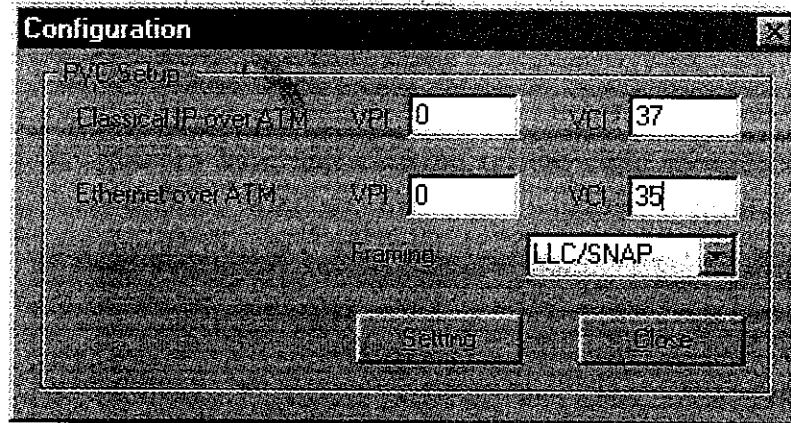 Configuration
PVC Setup
Classical IP over ATM VPI 0 VCI 37
Ethernet over ATM VPI 0 VCI 35
Framing LLC/SNAP
Setting Close